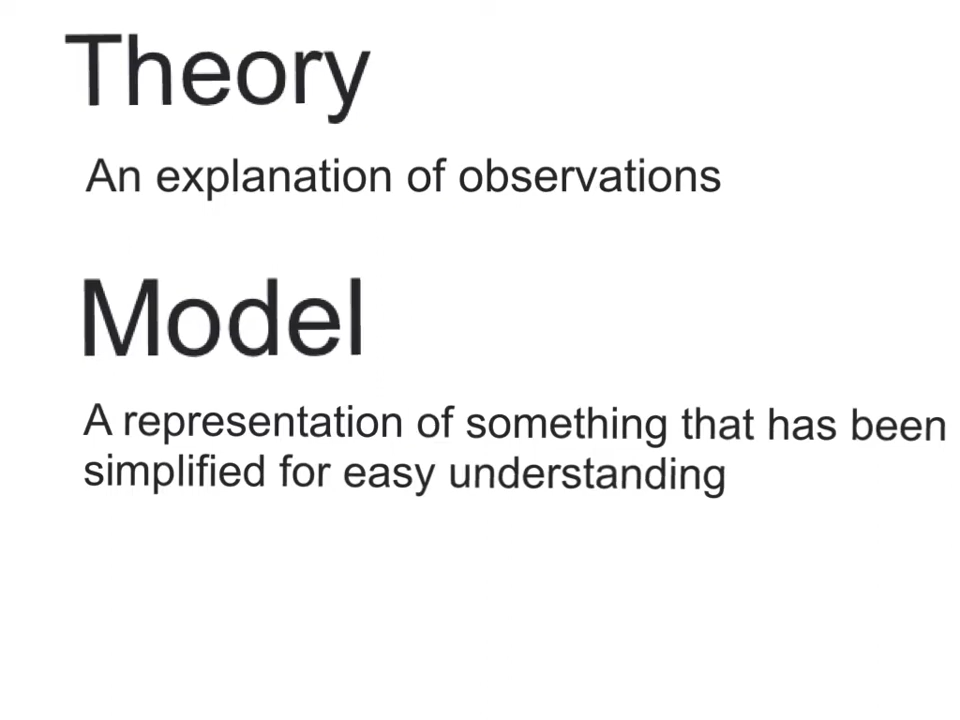 Theory
An explanation of observations
Model
A representation of something that has been
simplified for easy understanding